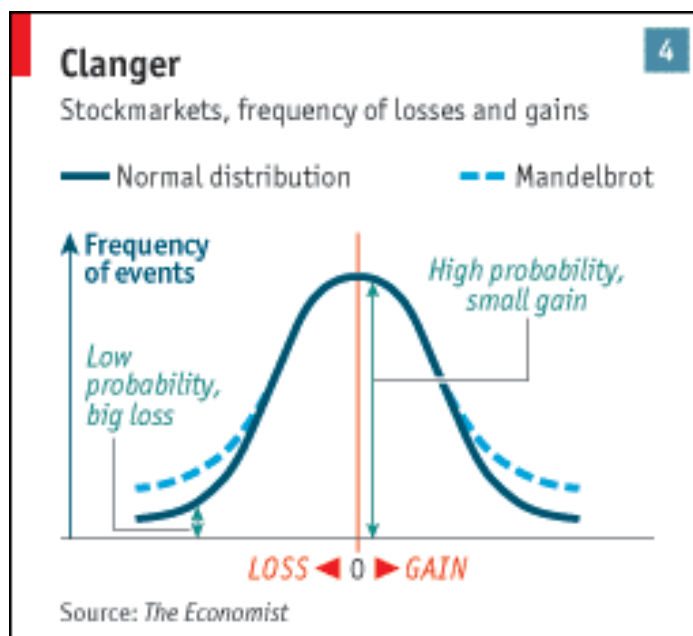 Clanger
4
Stockmarkets, frequency of losses and gains
Normal distribution
Mandelbrot
Frequency
of events
High probability,
small gain
Low
probability,
big loss
LOSS ◀ 0 ▶ GAIN
Source: The Economist